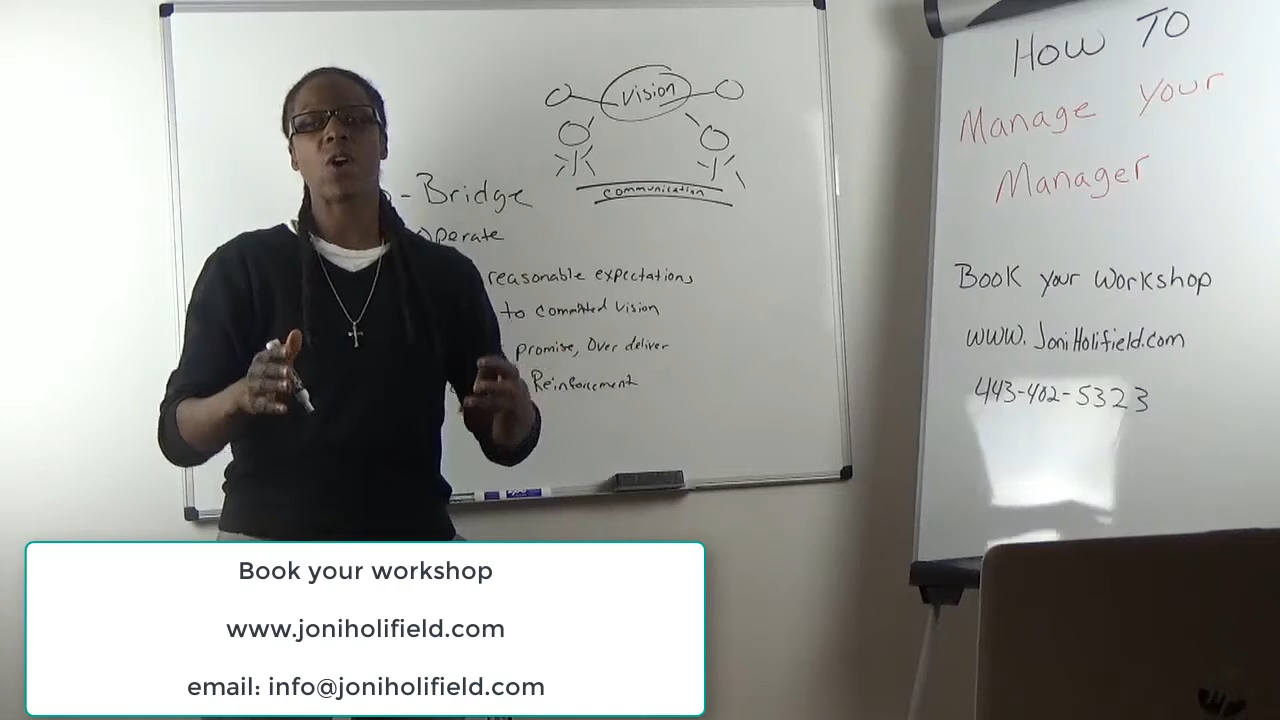 vision
communication
- Bridge
operate
reasonable expectations
to committed vision
promise, over deliver
Reinforcement
HOW TO
Manage Your
Manager
Book your workshop
www.JoniHolifield.com
443-402-5323
Book your workshop
www.joniholifield.com
email: info@joniholifield.com